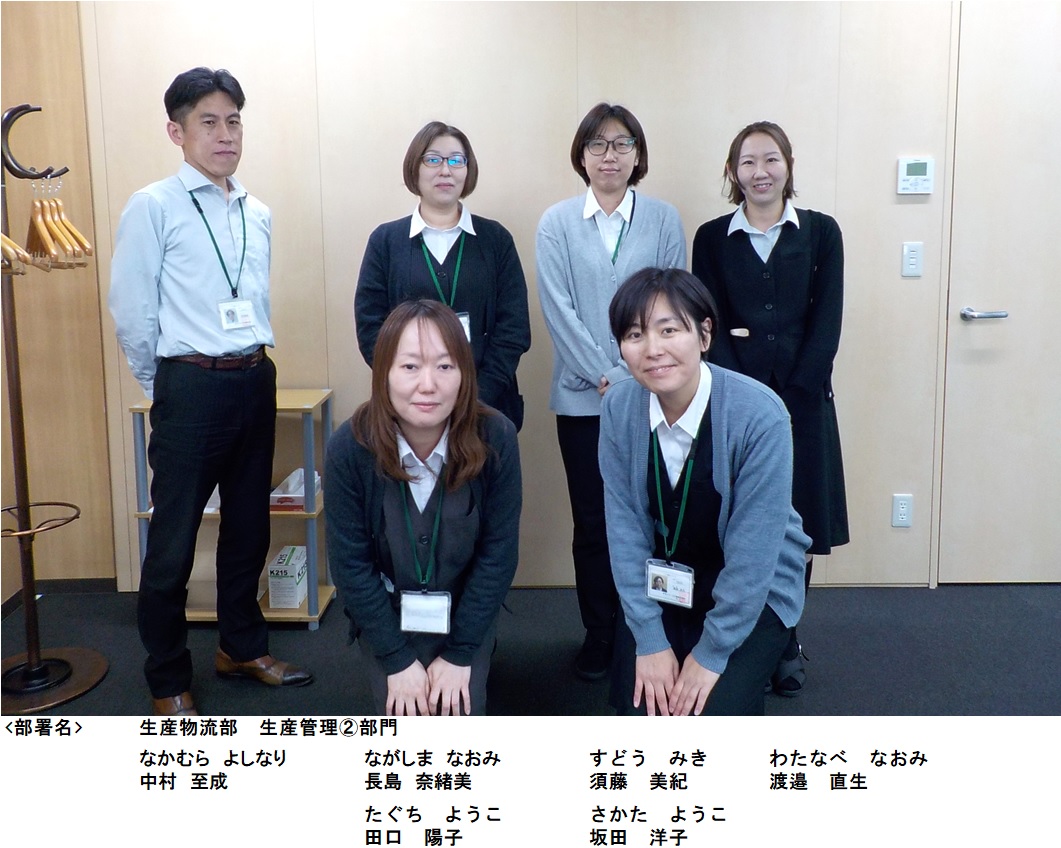 K215
<部署名>　生産物流部　生産管理②部門
なかむら　よしなり　ながしま　なおみ　すどう　みき　わたなべ　なおみ
中村　至成　長島　奈緒美　須藤　美紀　渡邉　直生
たぐち　ようこ　さかた　ようこ
田口　陽子　坂田　洋子